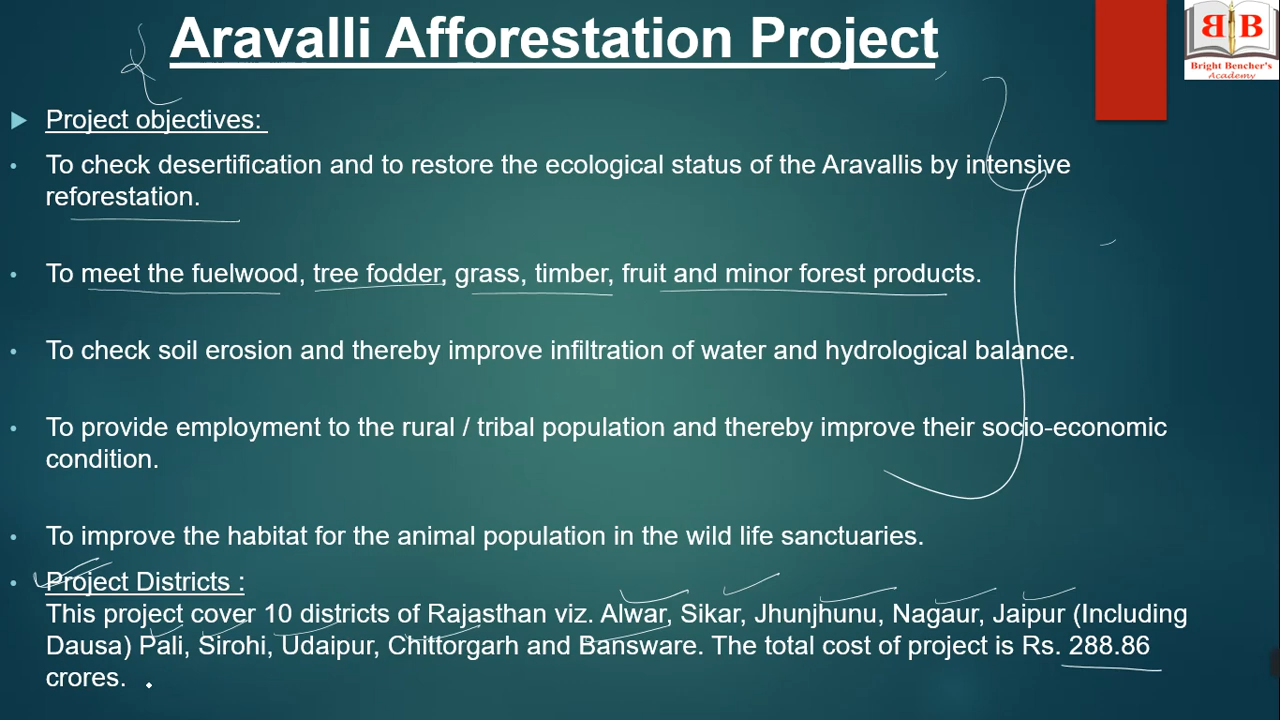 Aravalli Afforestation Project
BB
Bright Bencher's
Academy
Project objectives:
To check desertification and to restore the ecological status of the Aravallis by intensive
reforestation.
To meet the fuelwood, tree fodder, grass, timber, fruit and minor forest products.
To check soil erosion and thereby improve infiltration of water and hydrological balance.
To provide employment to the rural / tribal population and thereby improve their socio-economic
condition.
To improve the habitat for the animal population in the wild life sanctuaries.
Project Districts :
This project cover 10 districts of Rajasthan viz. Alwar, Sikar, Jhunjhunu, Nagaur, Jaipur (Including
Dausa) Pali, Sirohi, Udaipur, Chittorgarh and Bansware. The total cost of project is Rs. 288.86
crores.